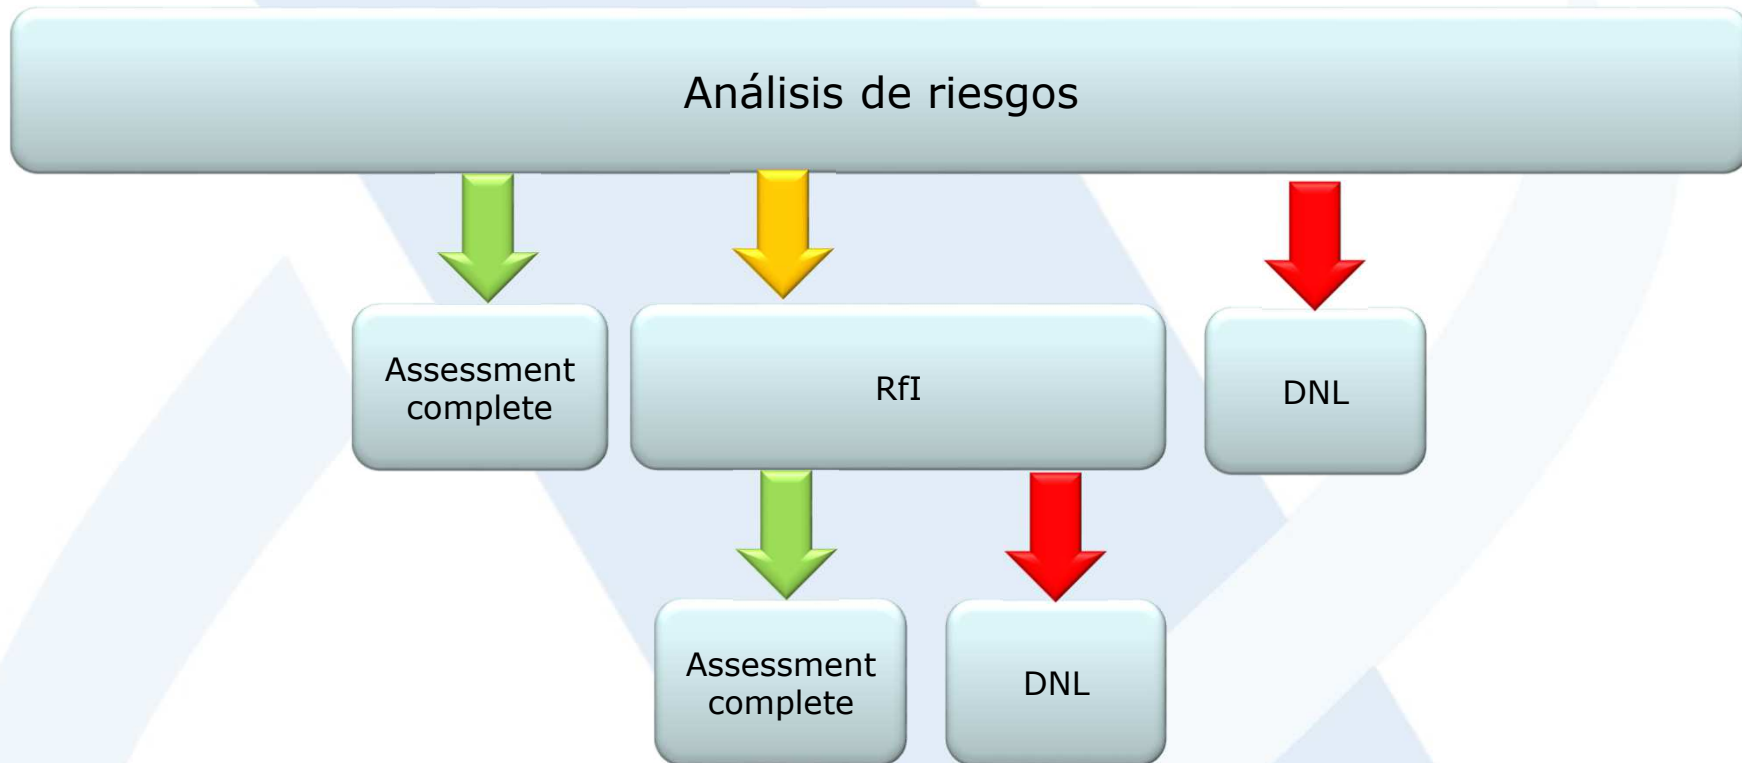 Análisis de riesgos
Assessment
complete
RfI
DNL
Assessment
complete
DNL